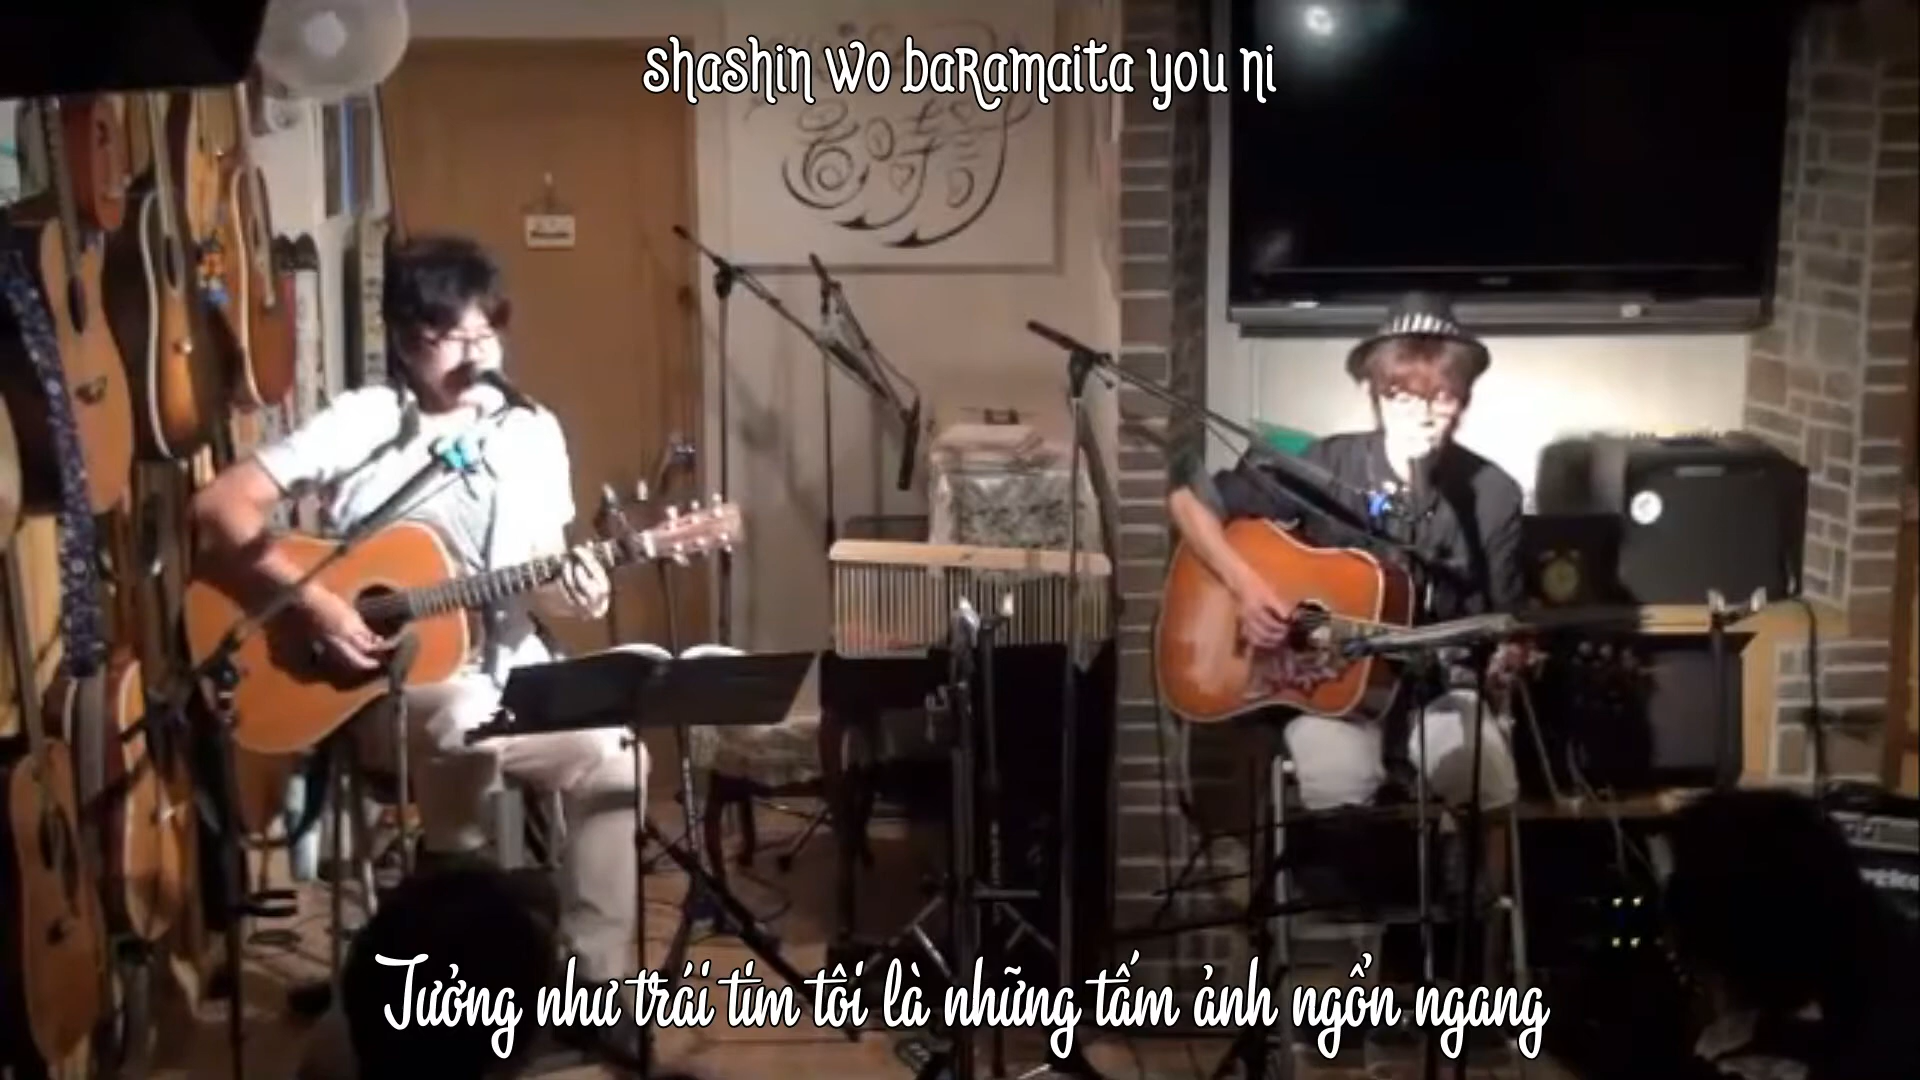 shashin wo baramaita you ni
Tưởng như trái tim tôi là những tấm ảnh ngổn ngang